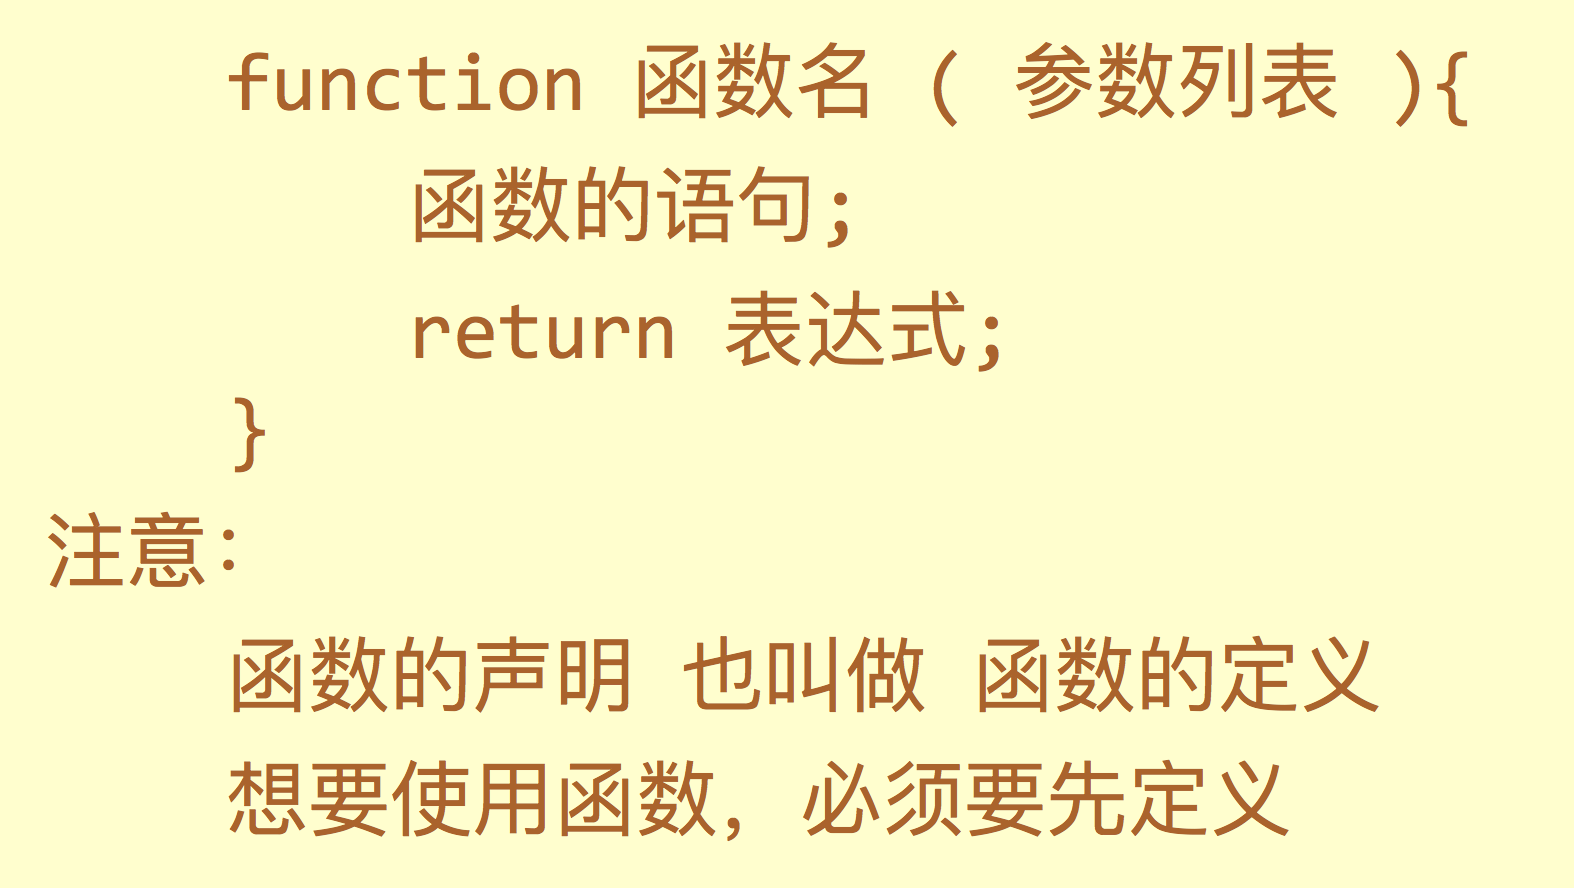 function 函数名 ( 参数列表 ){
函数的语句;
return 表达式;
}
注意:
函数的声明 也叫做 函数的定义
想要使用函数, 必须要先定义